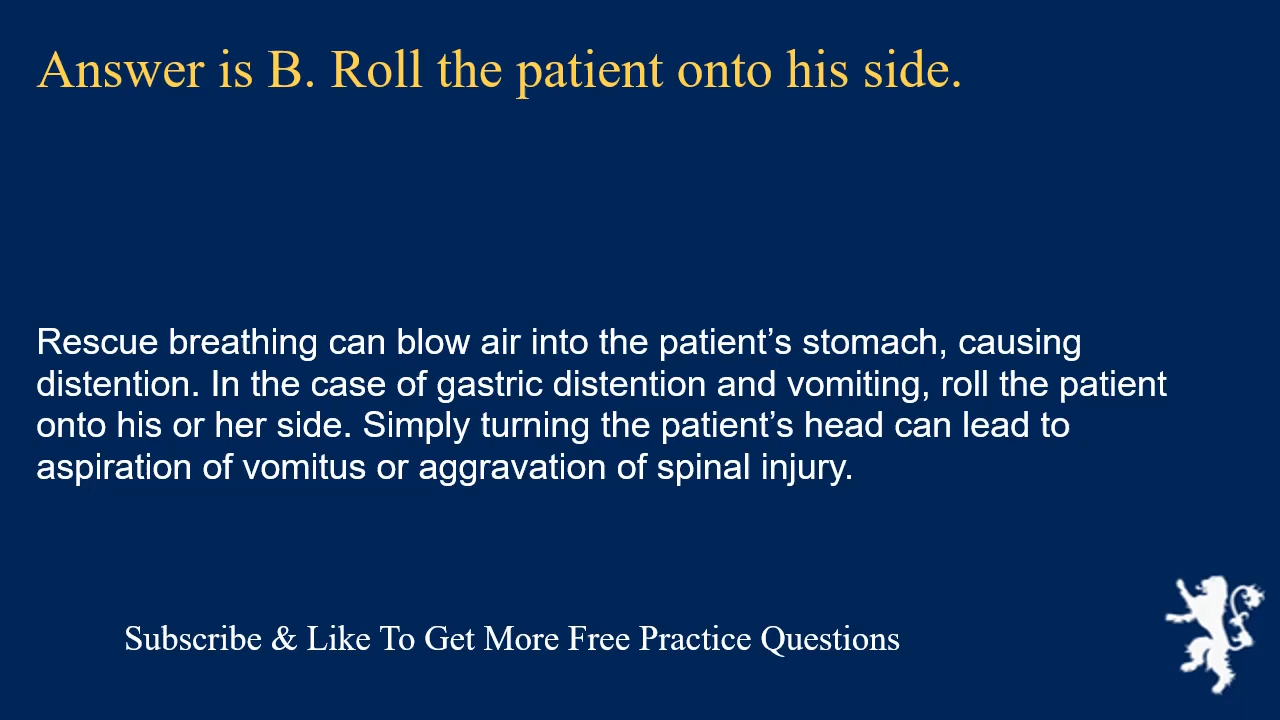 Answer is B. Roll the patient onto his side.
Rescue breathing can blow air into the patient’s stomach, causing
distention. In the case of gastric distention and vomiting, roll the patient
onto his or her side. Simply turning the patient’s head can lead to
aspiration of vomitus or aggravation of spinal injury.
Subscribe & Like To Get More Free Practice Questions